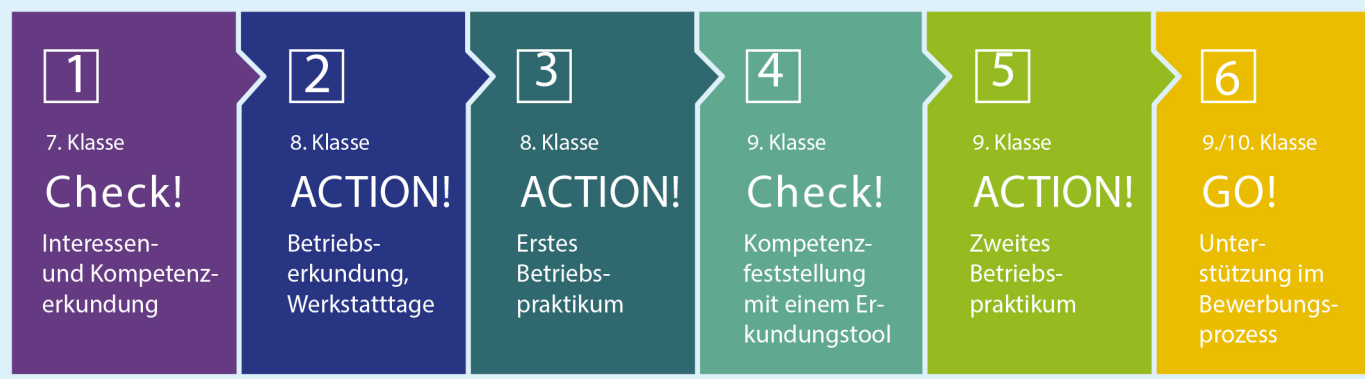 1
7. Klasse
Check!
Interessen-
und Kompetenz-
erkundung
2
8. Klasse
ACTION!
Betriebs-
erkundung,
Werkstatttage
3
8. Klasse
ACTION!
Erstes
Betriebs-
praktikum
4
9. Klasse
Check!
Kompetenz-
feststellung
mit einem Er-
kundungstool
5
9. Klasse
ACTION!
Zweites
Betriebs-
praktikum
6
9./10. Klasse
GO!
Unter-
stützung im
Bewerbungs-
prozess